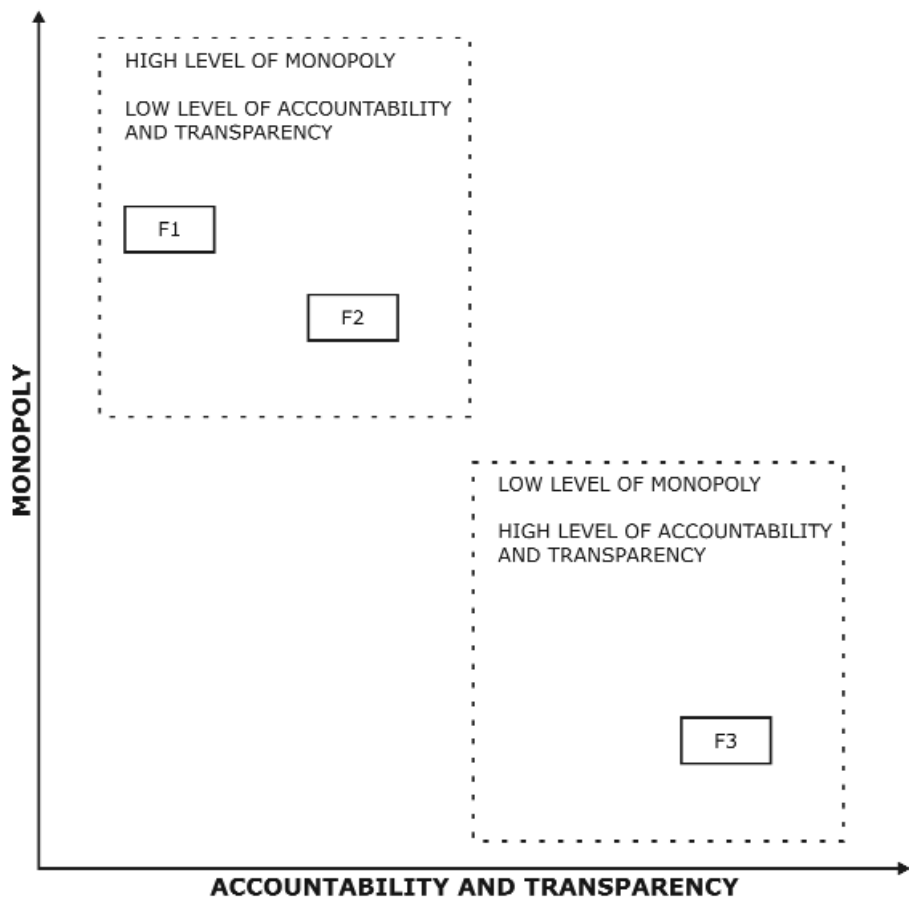 HIGH LEVEL OF MONOPOLY
LOW LEVEL OF ACCOUNTABILITY
AND TRANSPARENCY
F1
F2
MONOPOLY
LOW LEVEL OF MONOPOLY
HIGH LEVEL OF ACCOUNTABILITY
AND TRANSPARENCY
F3
ACCOUNTABILITY AND TRANSPARENCY